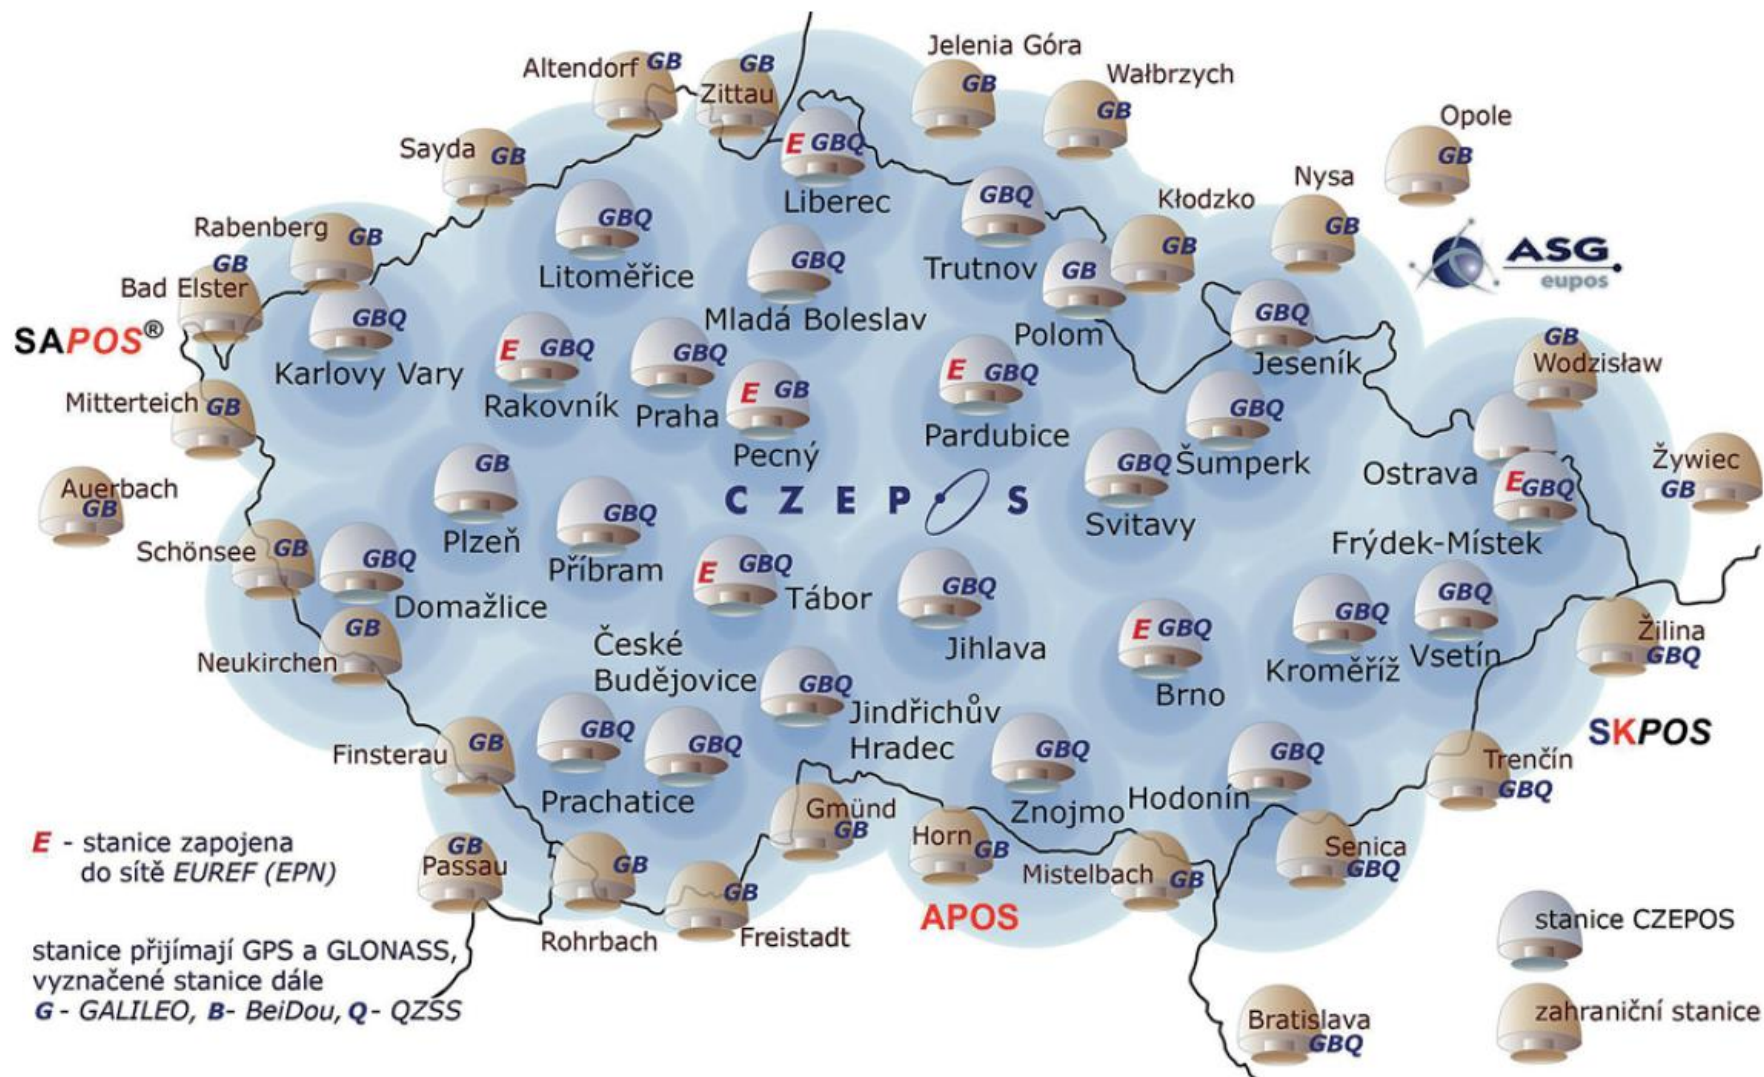 Altendorf GB
GB
Zittau
Jelenia Góra
GB
Wałbrzych
GB
Opole
GB
Sayda GB
E GBQ
Liberec
Nysa
GB
Kłodzko
GB
GBQ
Trutnov
Rabenberg
GB
GBQ
Litoměřice
GBQ
Mladá Boleslav
GB
Polom
ASG
eupos
GB
Bad Elster
SAPOS®
GBQ
Karlovy Vary
E GBQ
Rakovník
GBQ
Praha
E GB
Pecný
E GBQ
Pardubice
GBQ
Jeseník
GB
Wodzisław
Mitterteich GB
GBQ
Šumperk
GBQ
Svitavy
Ostrava
E GBQ
Frýdek-Místek
Żywiec
GB
Auerbach
GB
GB
Plzeň
GBQ
Příbram
CZEPOS
Schönsee GB
GBQ
Domažlice
E GBQ
Tábor
GBQ
Jihlava
E GBQ
Brno
GBQ
Kroměříž
GBQ
Vsetín
Žilina
GBQ
GB
Neukirchen
České
Budějovice
GBQ
GBQ
Jindřichův
Hradec
Finsterau GB
GBQ
Prachatice
GBQ
Znojmo
GBQ
Hodonín
SKPOS
Trenčín
GBQ
Gmünd
GB
Horn
GB
Mistelbach
GB
Senica
GBQ
APOS
GB
Passau
GB
Rohrbach
GB
Freistadt
E - stanice zapojena
do sítě EUREF (EPN)
stanice přijímají GPS a GLONASS,
vyznačené stanice dále
G - GALILEO, B- BeiDou, Q - QZSS
stanice CZEPOS
zahraniční stanice
Bratislava
GBQ